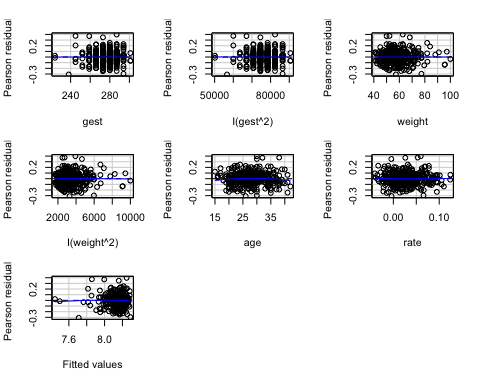 Pearson residual
0.2
-0.3
240 280
gest
Pearson residual
0.2
-0.3
50000 80000
I(gest^2)
Pearson residual
0.2
-0.3
40 60 80 100
weight
Pearson residual
0.2
-0.3
2000 6000 10000
I(weight^2)
Pearson residual
0.2
-0.3
15 25 35
age
Pearson residual
0.2
-0.3
0.00 0.10
rate
Pearson residual
0.2
-0.3
7.6 8.0
Fitted values